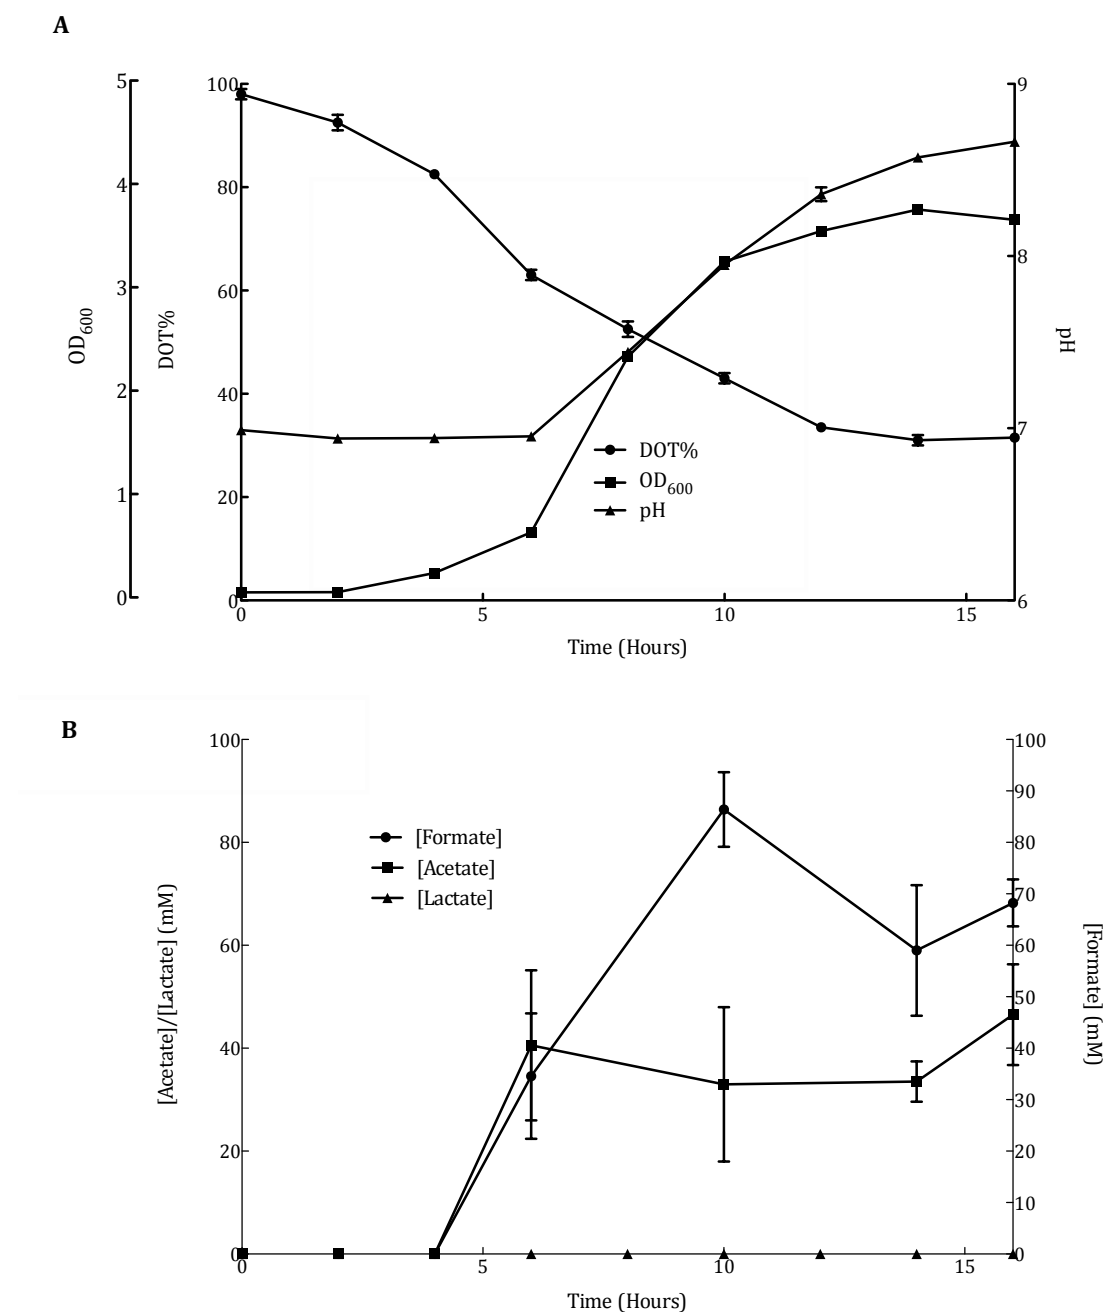 A
OD600
5
4
3
2
1
0
DOT%
100
80
60
40
20
0
0
5
10
15
Time (Hours)
9
8
7
6
pH
DOT%
OD600
pH
B
[Acetate]/[Lactate] (mM)
100
80
60
40
20
0
[Formate]
[Acetate]
[Lactate]
0
5
10
15
Time (Hours)
100
90
80
70
60
50
40
30
20
10
0
[Formate] (mM)